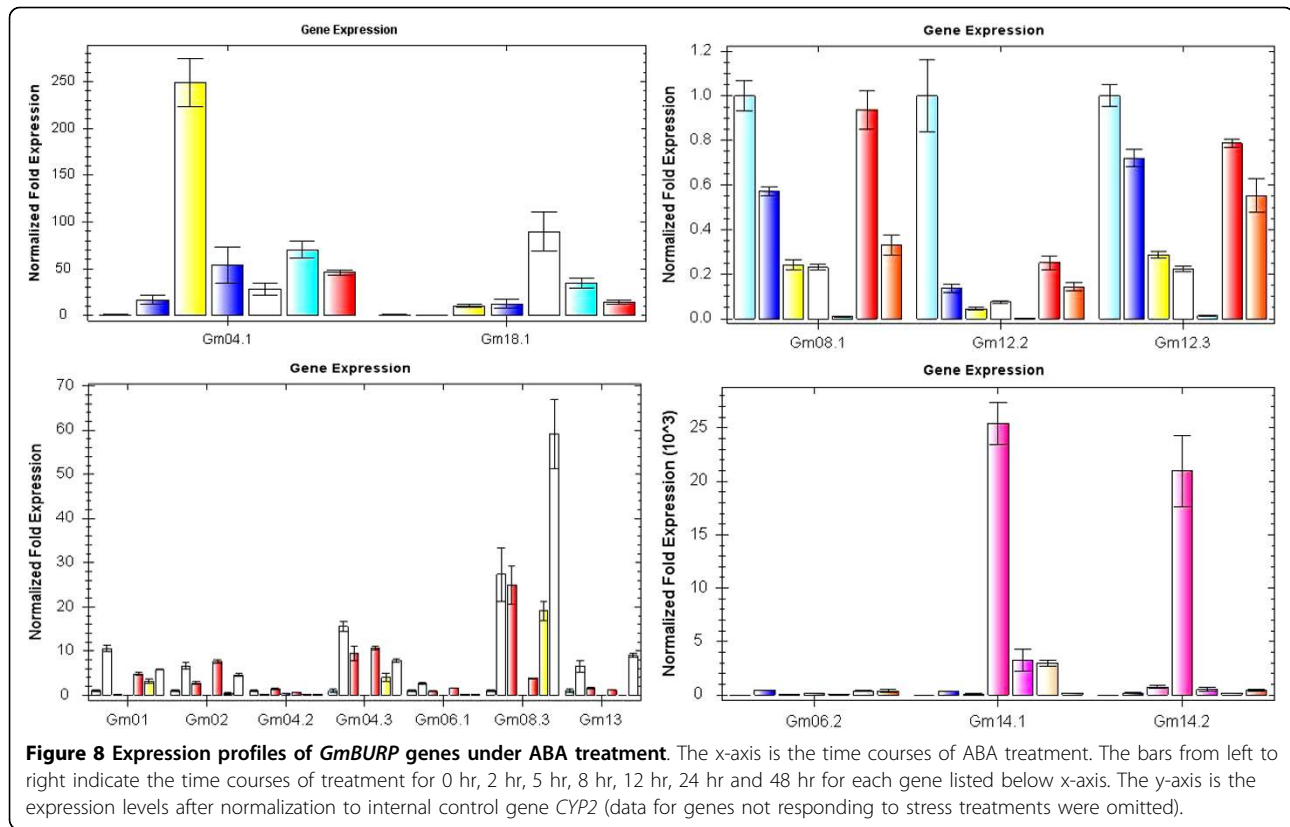 Gene Expression
Normalized Fold Expression
250
200
150
100
50
0
Gm04.1 Gm18.1
Gene Expression
Normalized Fold Expression
1.2
1.0
0.8
0.6
0.4
0.2
0.0
Gm08.1 Gm12.2 Gm12.3
Gene Expression
Normalized Fold Expression
70
60
50
40
30
20
10
0
Gm01 Gm02 Gm04.2 Gm04.3 Gm06.1 Gm08.3 Gm13
Gene Expression
Normalized Fold Expression (10^3)
25
20
15
10
5
0
Gm06.2 Gm14.1 Gm14.2
Figure 8 Expression profiles of GmBURP genes under ABA treatment. The x-axis is the time courses of ABA treatment. The bars from left to
right indicate the time courses of treatment for 0 hr, 2 hr, 5 hr, 8 hr, 12 hr, 24 hr and 48 hr for each gene listed below x-axis. The y-axis is the
expression levels after normalization to internal control gene CYP2 (data for genes not responding to stress treatments were omitted).